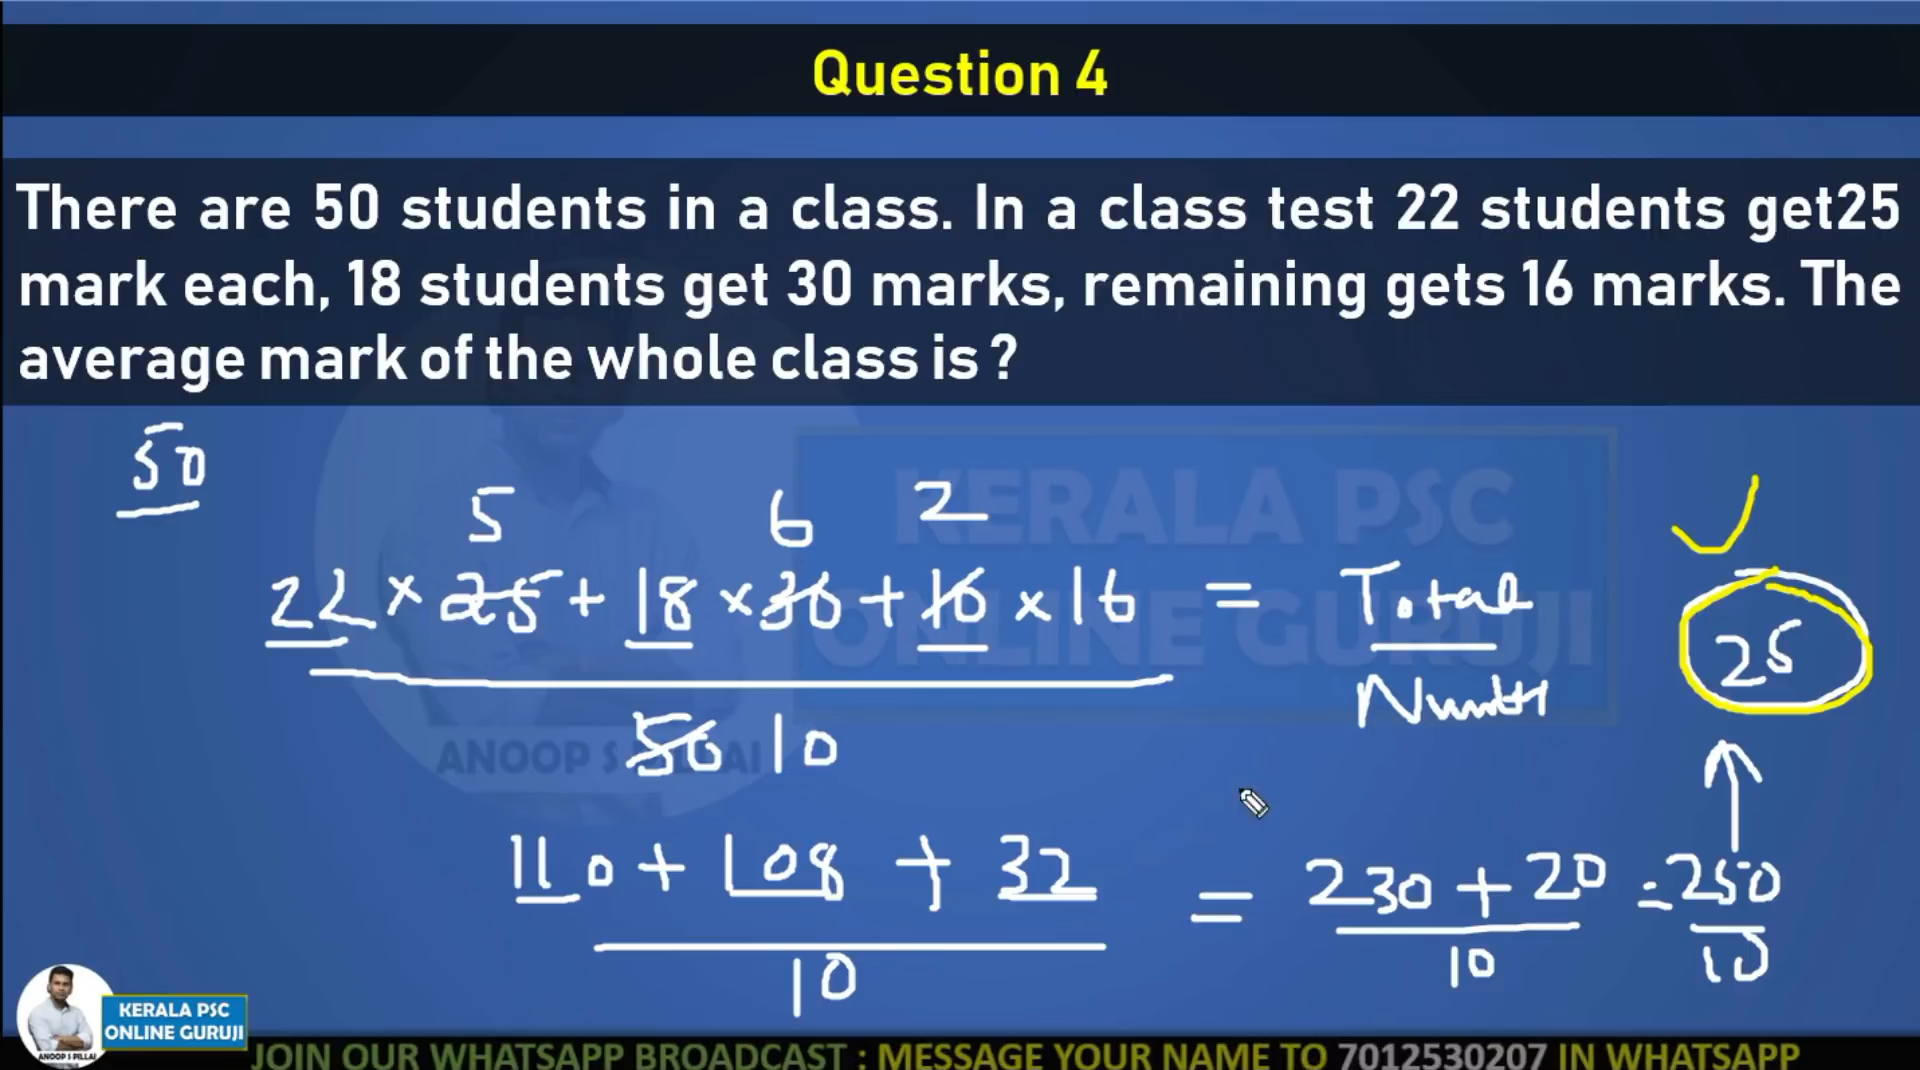 Question 4
There are 50 students in a class. In a class test 22 students get25
mark each, 18 students get 30 marks, remaining gets 16 marks. The
average mark of the whole class is ?
50
5 6 2
22 × 25 + 18 × 30 + 10 × 16 = Total
Number
50 10
25
110 + 108 + 32 = 230 + 20 = 250
10 10 10
KERALA PSC
ONLINE GURUJI
ANOOP S PILLAI
KERALA PSC
ONLINE GURUJI
ANOOP S PILLAI
JOIN OUR WHATSAPP BROADCAST : MESSAGE YOUR NAME TO 7012530207 IN WHATSAPP